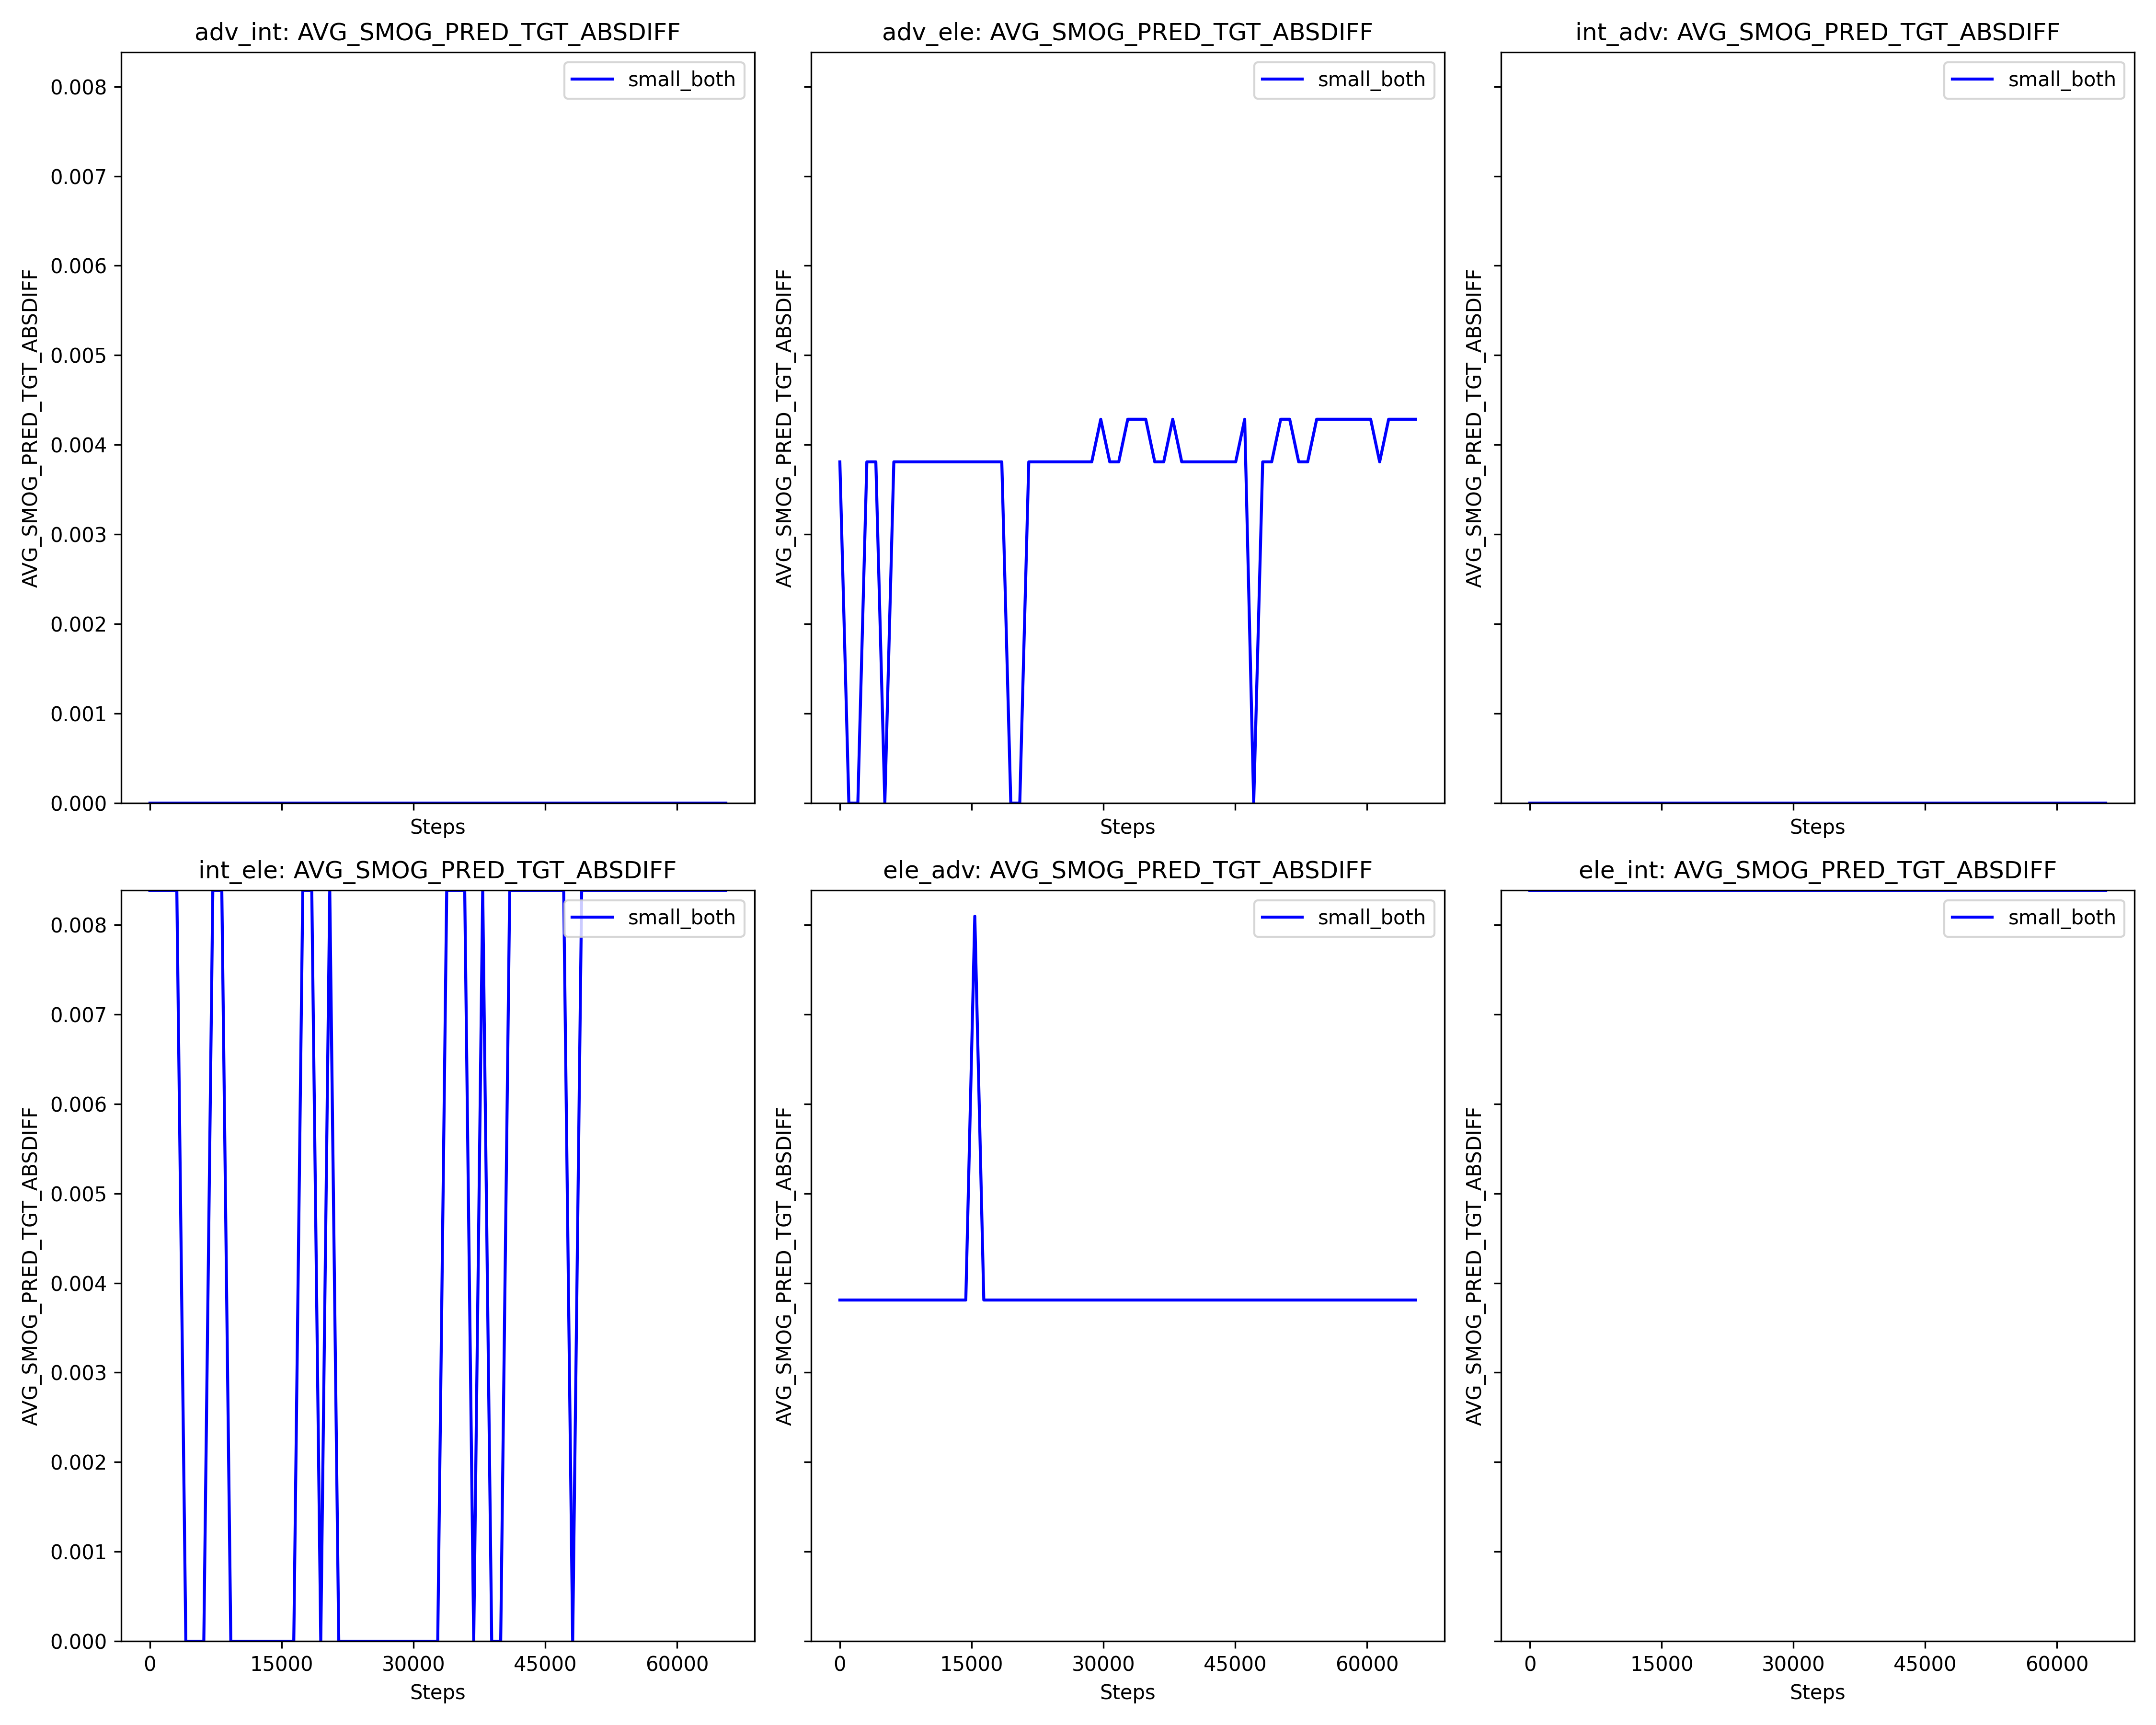 adv_int: AVG_SMOG_PRED_TGT_ABSDIFF
adv_ele: AVG_SMOG_PRED_TGT_ABSDIFF
int_adv: AVG_SMOG_PRED_TGT_ABSDIFF
small_both
small_both
small_both
AVG_SMOG_PRED_TGT_ABSDIFF
0.008
0.007
0.006
0.005
0.004
0.003
0.002
0.001
0.000
AVG_SMOG_PRED_TGT_ABSDIFF
AVG_SMOG_PRED_TGT_ABSDIFF
Steps
Steps
Steps
int_ele: AVG_SMOG_PRED_TGT_ABSDIFF
ele_adv: AVG_SMOG_PRED_TGT_ABSDIFF
ele_int: AVG_SMOG_PRED_TGT_ABSDIFF
small_both
small_both
small_both
AVG_SMOG_PRED_TGT_ABSDIFF
0.008
0.007
0.006
0.005
0.004
0.003
0.002
0.001
0.000
AVG_SMOG_PRED_TGT_ABSDIFF
AVG_SMOG_PRED_TGT_ABSDIFF
0 15000 30000 45000 60000
0 15000 30000 45000 60000
0 15000 30000 45000 60000
Steps
Steps
Steps